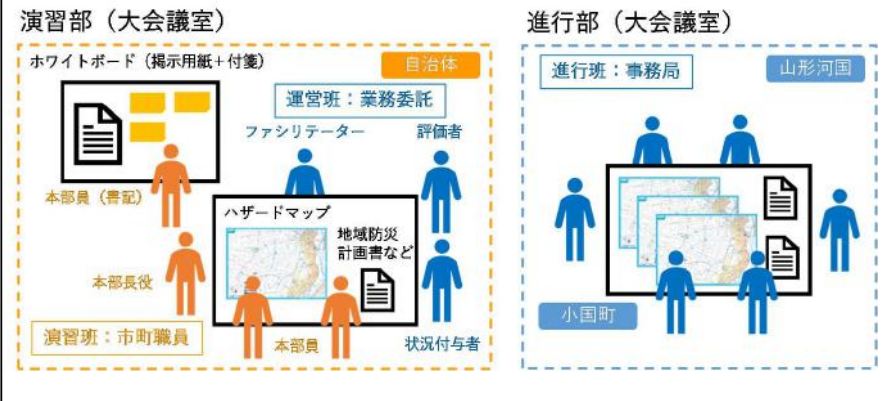 演習部（大会議室）
ホワイトボード（掲示用紙＋付箋）
自治体
運営班：業務委託
ファシリテーター
評価者
本部員（書記）
ハザードマップ
地域防災
計画書など
本部長役
演習班：市町職員
本部員
状況付与者
進行部（大会議室）
進行班：事務局
山形河国
小国町